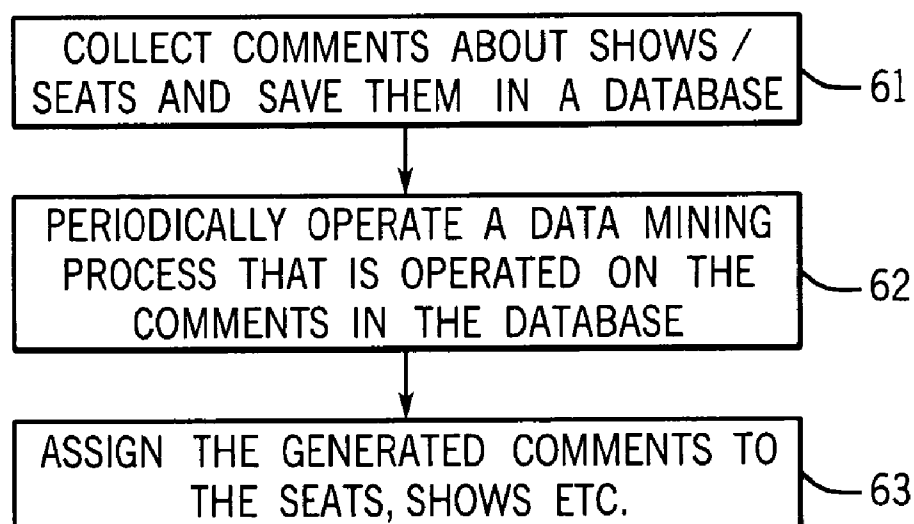 COLLECT COMMENTS ABOUT SHOWS /
SEATS AND SAVE THEM IN A DATABASE
61
PERIODICALLY OPERATE A DATA MINING
PROCESS THAT IS OPERATED ON THE
COMMENTS IN THE DATABASE
62
ASSIGN THE GENERATED COMMENTS TO
THE SEATS, SHOWS ETC.
63